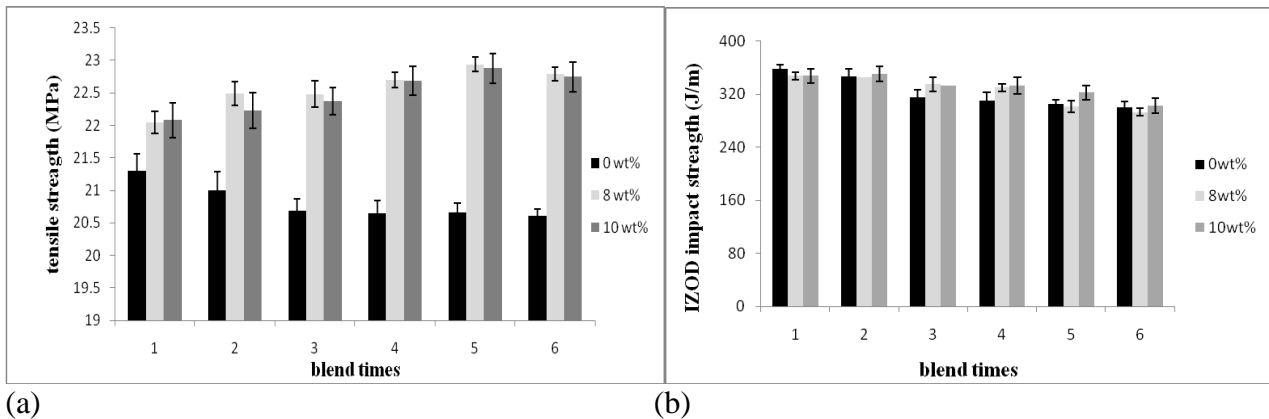 23.5
23
22.5
22
21.5
21
20.5
20
19.5
19
tensile streagth (MPa)
1 2 3 4 5 6
blend times
0 wt%
8 wt%
10 wt%
(a)
400
320
240
160
80
0
IZOD impact streagth (J/m)
1 2 3 4 5 6
blend times
0wt%
8wt%
10wt%
(b)